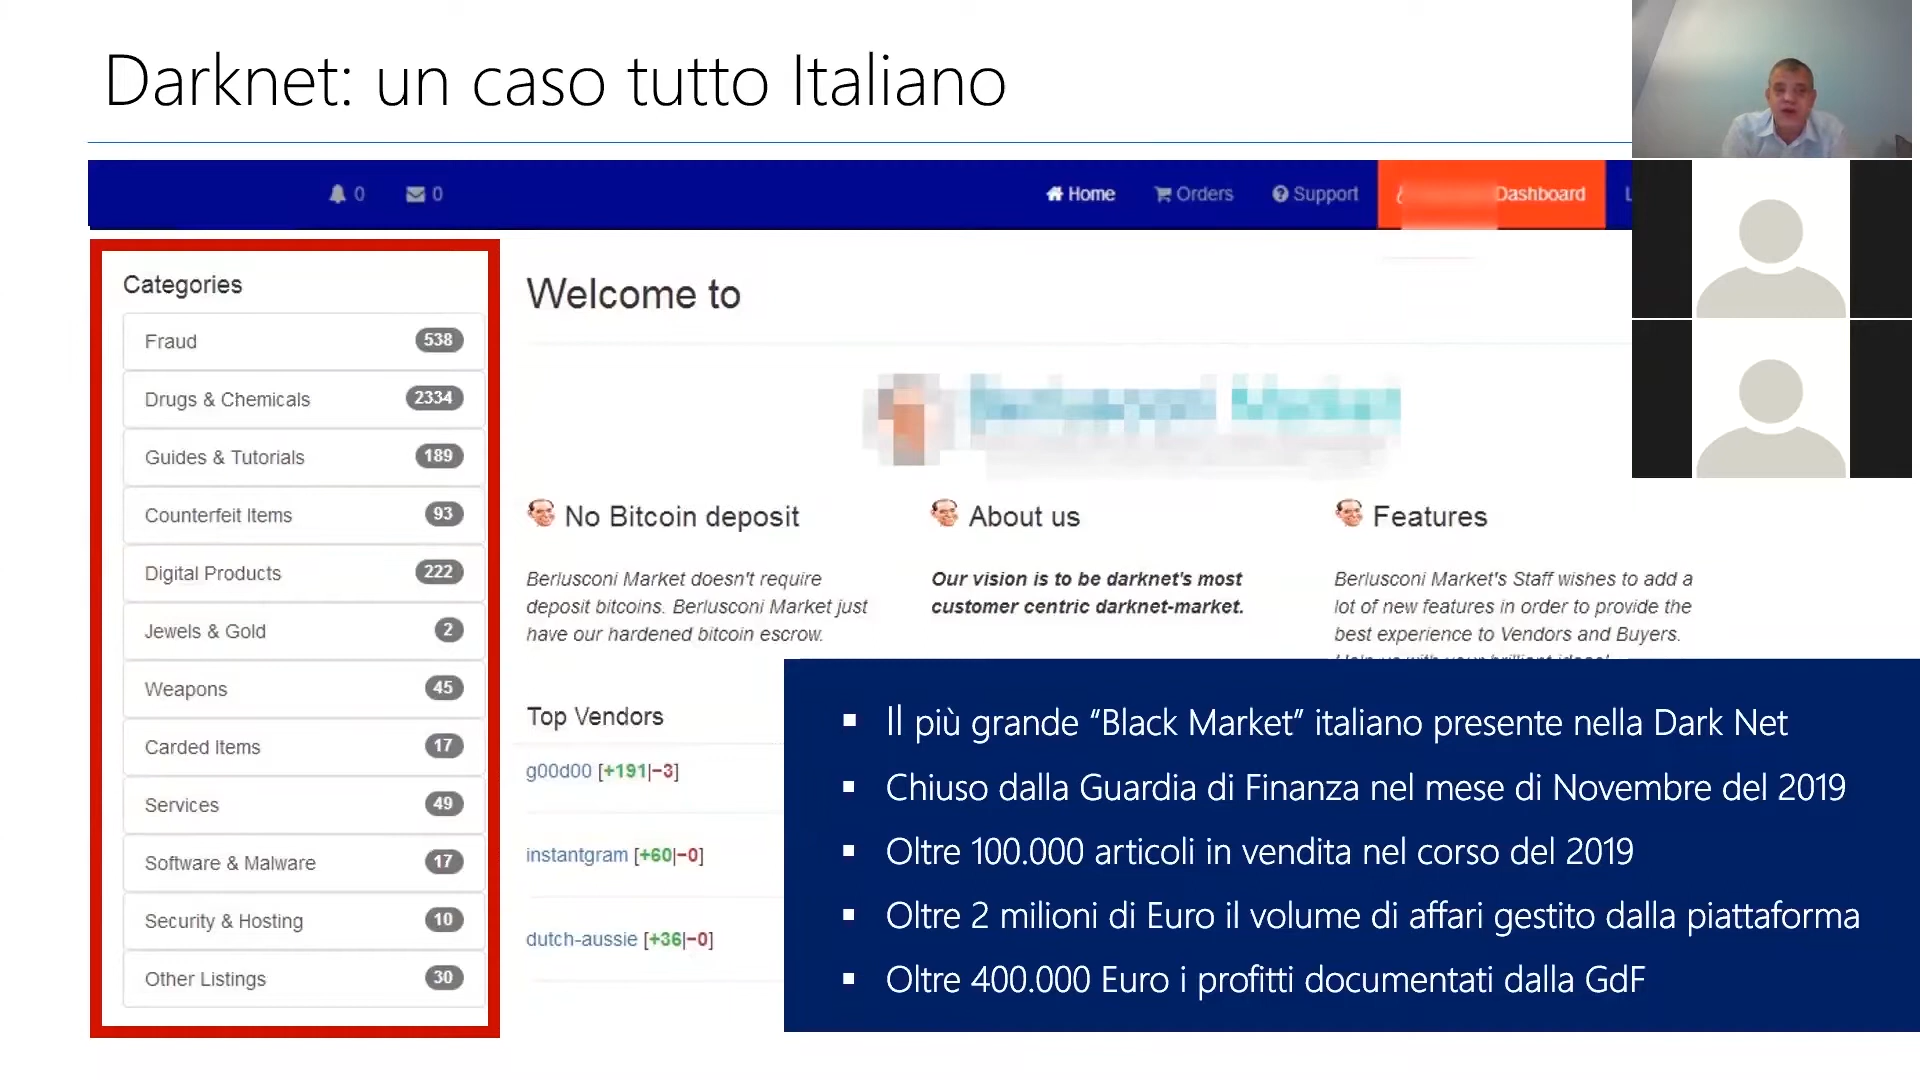 Darknet: un caso tutto Italiano
0
0
Home
Orders
Support
Dashboard
Categories
Fraud 538
Drugs & Chemicals 2334
Guides & Tutorials 189
Counterfeit Items 93
Digital Products 222
Jewels & Gold 2
Weapons 45
Carded Items 17
Services 49
Software & Malware 17
Security & Hosting 10
Other Listings 30
Welcome to
No Bitcoin deposit
Berlusconi Market doesn't require
deposit bitcoins. Berlusconi Market just
have our hardened bitcoin escrow.
About us
Our vision is to be darknet's most
customer centric darknet-market.
Features
Berlusconi Market's Staff wishes to add a
lot of new features in order to provide the
best experience to Vendors and Buyers.
Top Vendors
g00d00 [+191|−3]
instantgram [+60|−0]
dutch-aussie [+36|−0]
▪ Il più grande “Black Market” italiano presente nella Dark Net
▪ Chiuso dalla Guardia di Finanza nel mese di Novembre del 2019
▪ Oltre 100.000 articoli in vendita nel corso del 2019
▪ Oltre 2 milioni di Euro il volume di affari gestito dalla piattaforma
▪ Oltre 400.000 Euro i profitti documentati dalla GdF